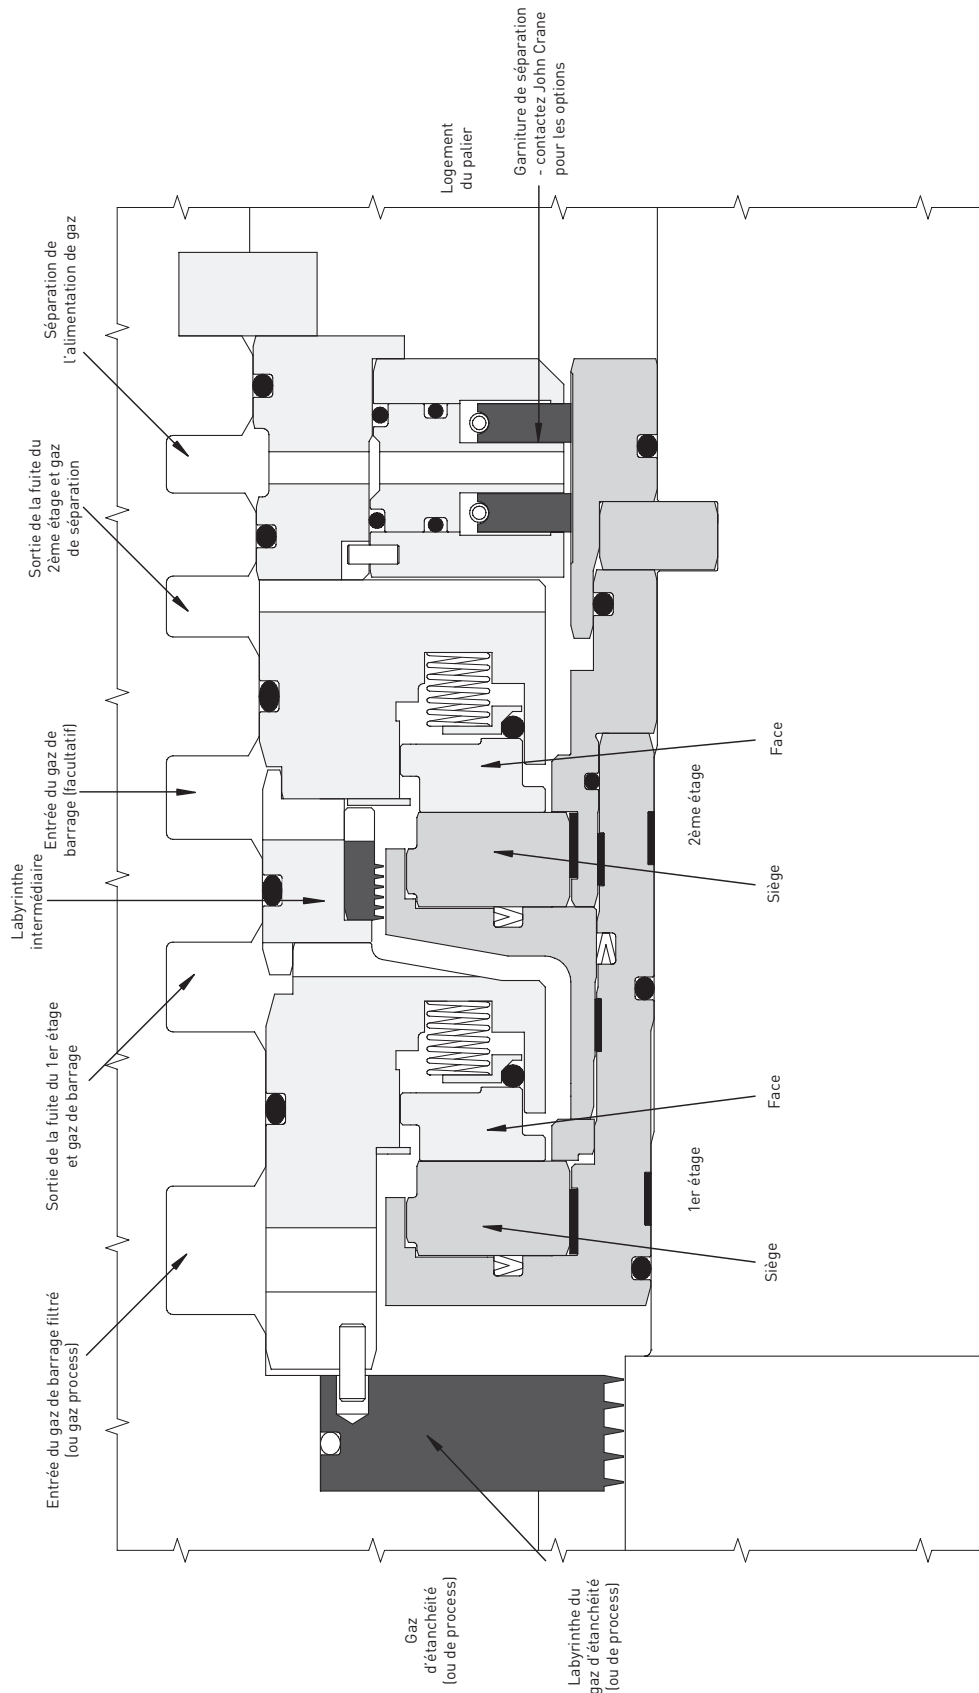 Entrée du gaz de barrage filtré
(ou gaz process)
Sortie de la fuite du 1er étage
et gaz de barrage
Labyrinthe
intermédiaire
Entrée du gaz de
barrage (facultatif)
Sortie de la fuite du
2ème étage et gaz
de séparation
Séparation de
l'alimentation de gaz
Gaz
d'étanchéité
(ou de process)
Logement
du palier
Labyrinthe du
gaz d'étanchéité
(ou de process)
Garniture de séparation
- contactez John Crane
pour les options
1er étage
2ème étage
Siège
Face
Siège
Face